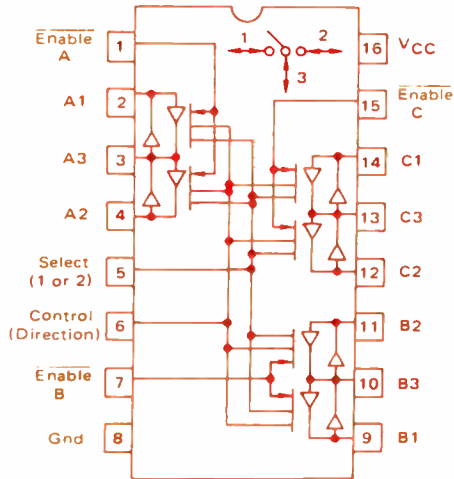 Enable
A
1
A1
2
A3
3
A2
4
Select
(1 or 2)
5
Control
(Direction)
6
Enable
B
7
Gnd
8
1
2
3
16
VCC
15
Enable
C
14
C1
13
C3
12
C2
11
B2
10
B3
9
B1